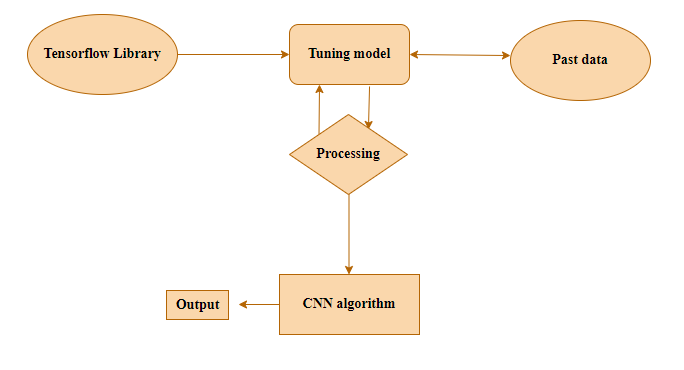 Tensorflow Library
Tuning model
Past data
Processing
CNN algorithm
Output